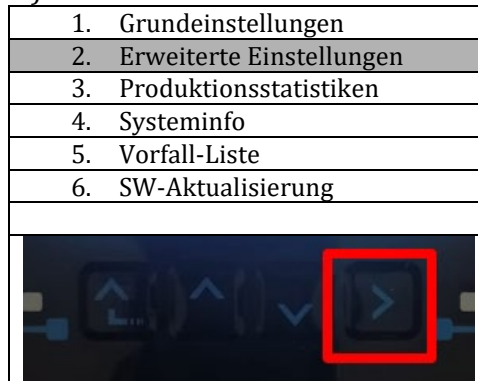 1. Grundeinstellungen
2. Erweiterte Einstellungen
3. Produktionsstatistiken
4. Systeminfo
5. Vorfall-Liste
6. SW-Aktualisierung